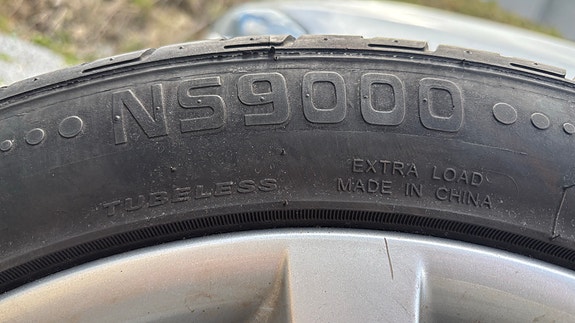 NS9000
TUBELESS
EXTRA LOAD
MADE IN CHINA